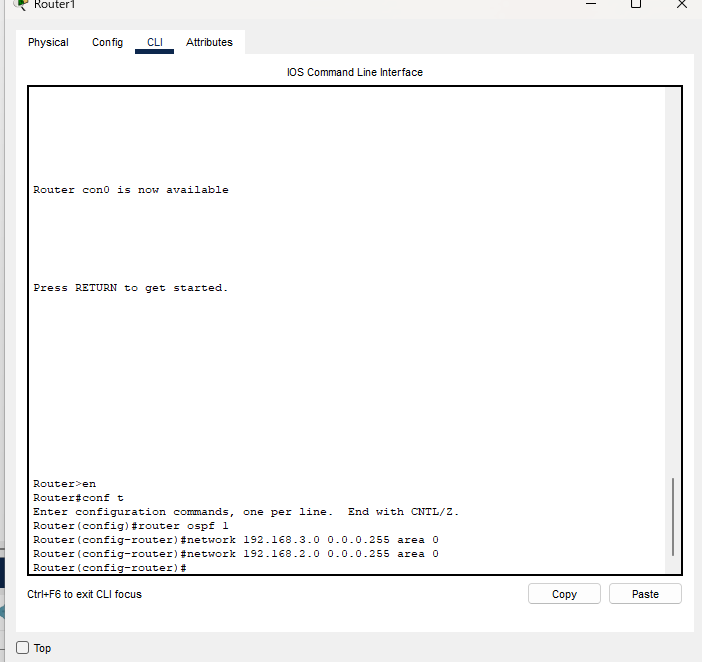 Router1
Physical Config CLI Attributes
IOS Command Line Interface
Router con0 is now available
Press RETURN to get started.
Router>en
Router#conf t
Enter configuration commands, one per line.  End with CNTL/Z.
Router(config)#router ospf 1
Router(config-router)#network 192.168.3.0 0.0.0.255 area 0
Router(config-router)#network 192.168.2.0 0.0.0.255 area 0
Router(config-router)#
Ctrl+F6 to exit CLI focus
Copy Paste
Top